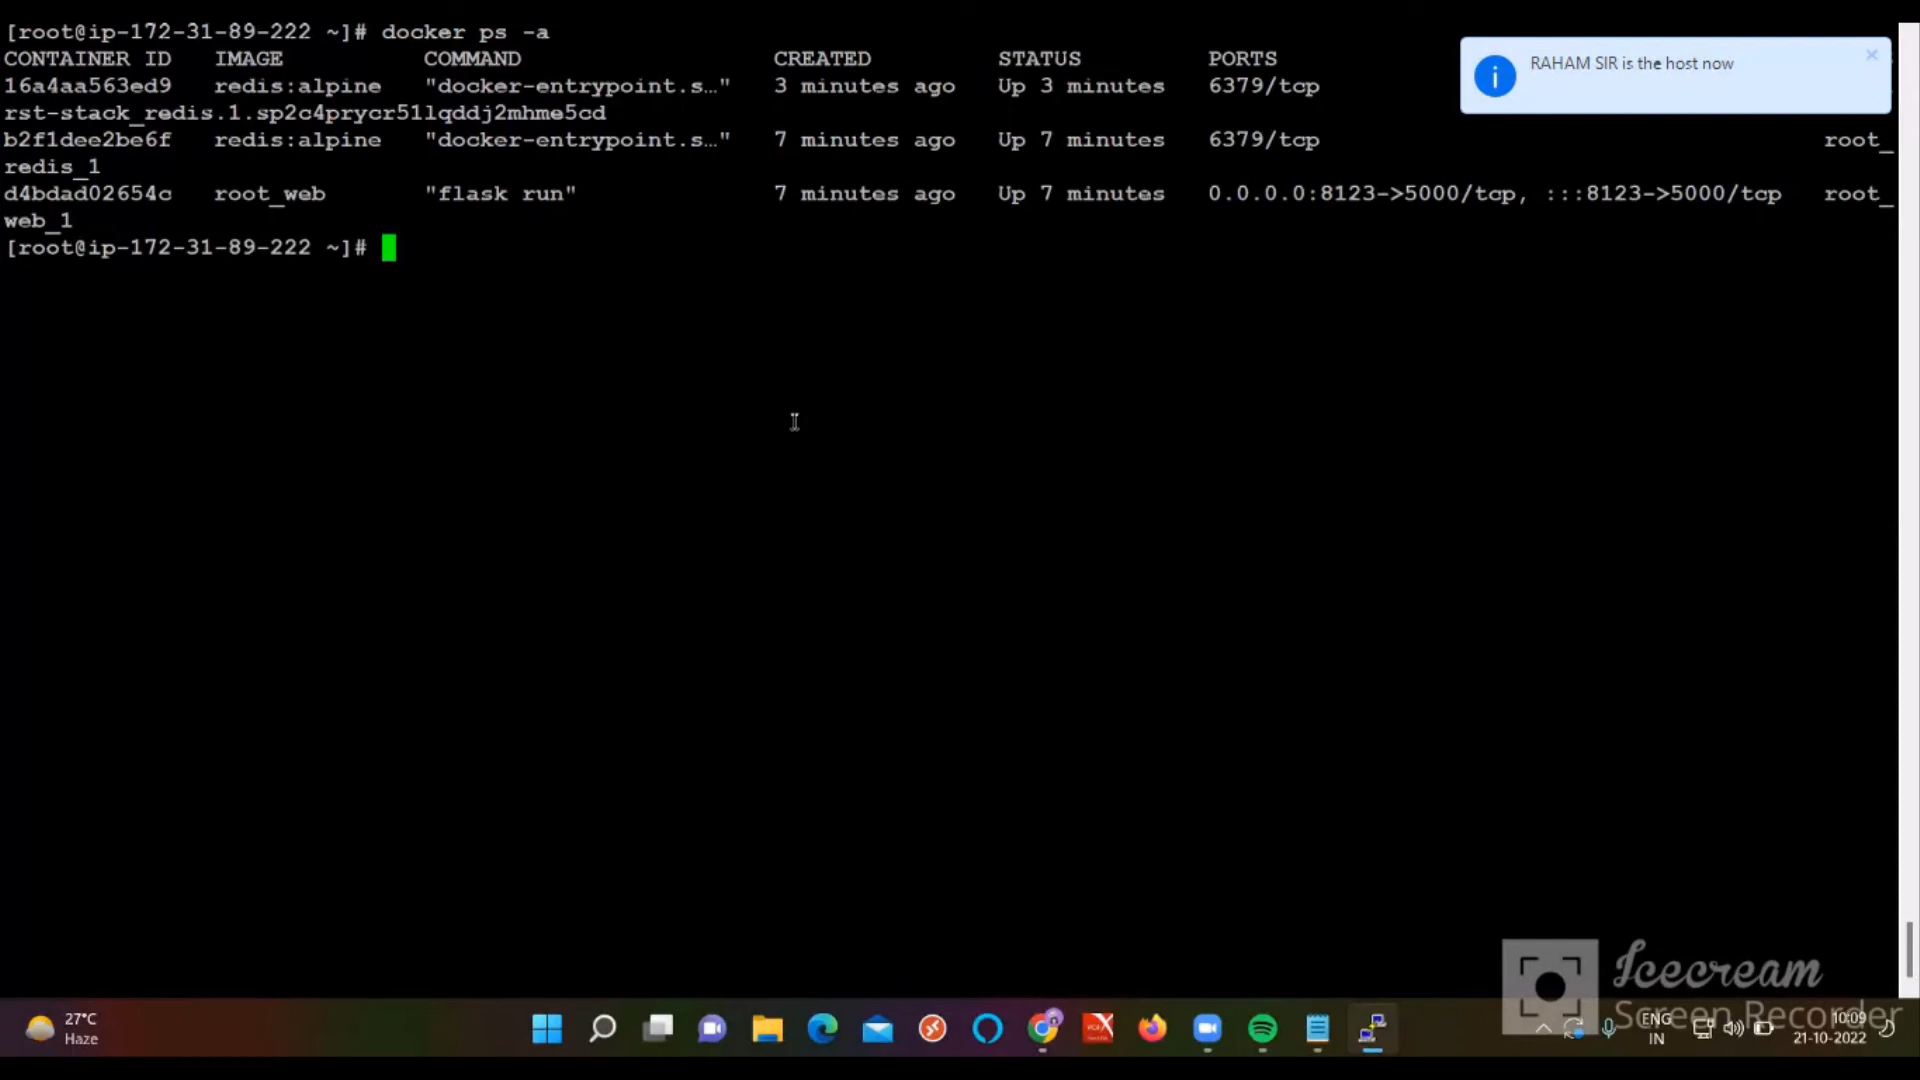 [root@ip-172-31-89-222 ~]# docker ps -a
CONTAINER ID   IMAGE          COMMAND                  CREATED         STATUS         PORTS
16a4aa563ed9   redis:alpine   "docker-entrypoint.s…"   3 minutes ago   Up 3 minutes   6379/tcp
rst-stack_redis.1.sp2c4prycr51lqddj2mhme5cd
b2f1dee2be6f   redis:alpine   "docker-entrypoint.s…"   7 minutes ago   Up 7 minutes   6379/tcp   root_
redis_1
d4bdad02654c   root_web       "flask run"              7 minutes ago   Up 7 minutes   0.0.0.0:8123->5000/tcp, :::8123->5000/tcp   root_
web_1
[root@ip-172-31-89-222 ~]#
RAHAM SIR is the host now
Icecream
Screen Recorder
27°C
Haze
ENG
IN
10:09
21-10-2022